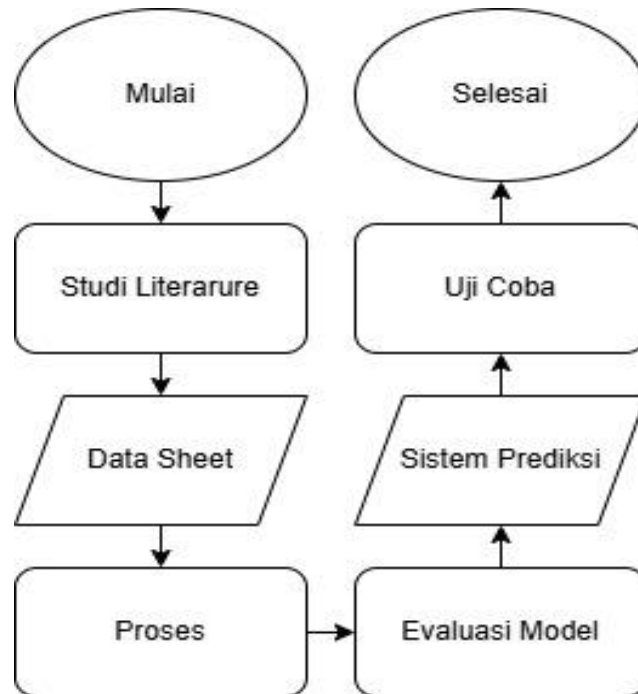 Mulai
Studi Literarure
Data Sheet
Proses
Evaluasi Model
Sistem Prediksi
Uji Coba
Selesai